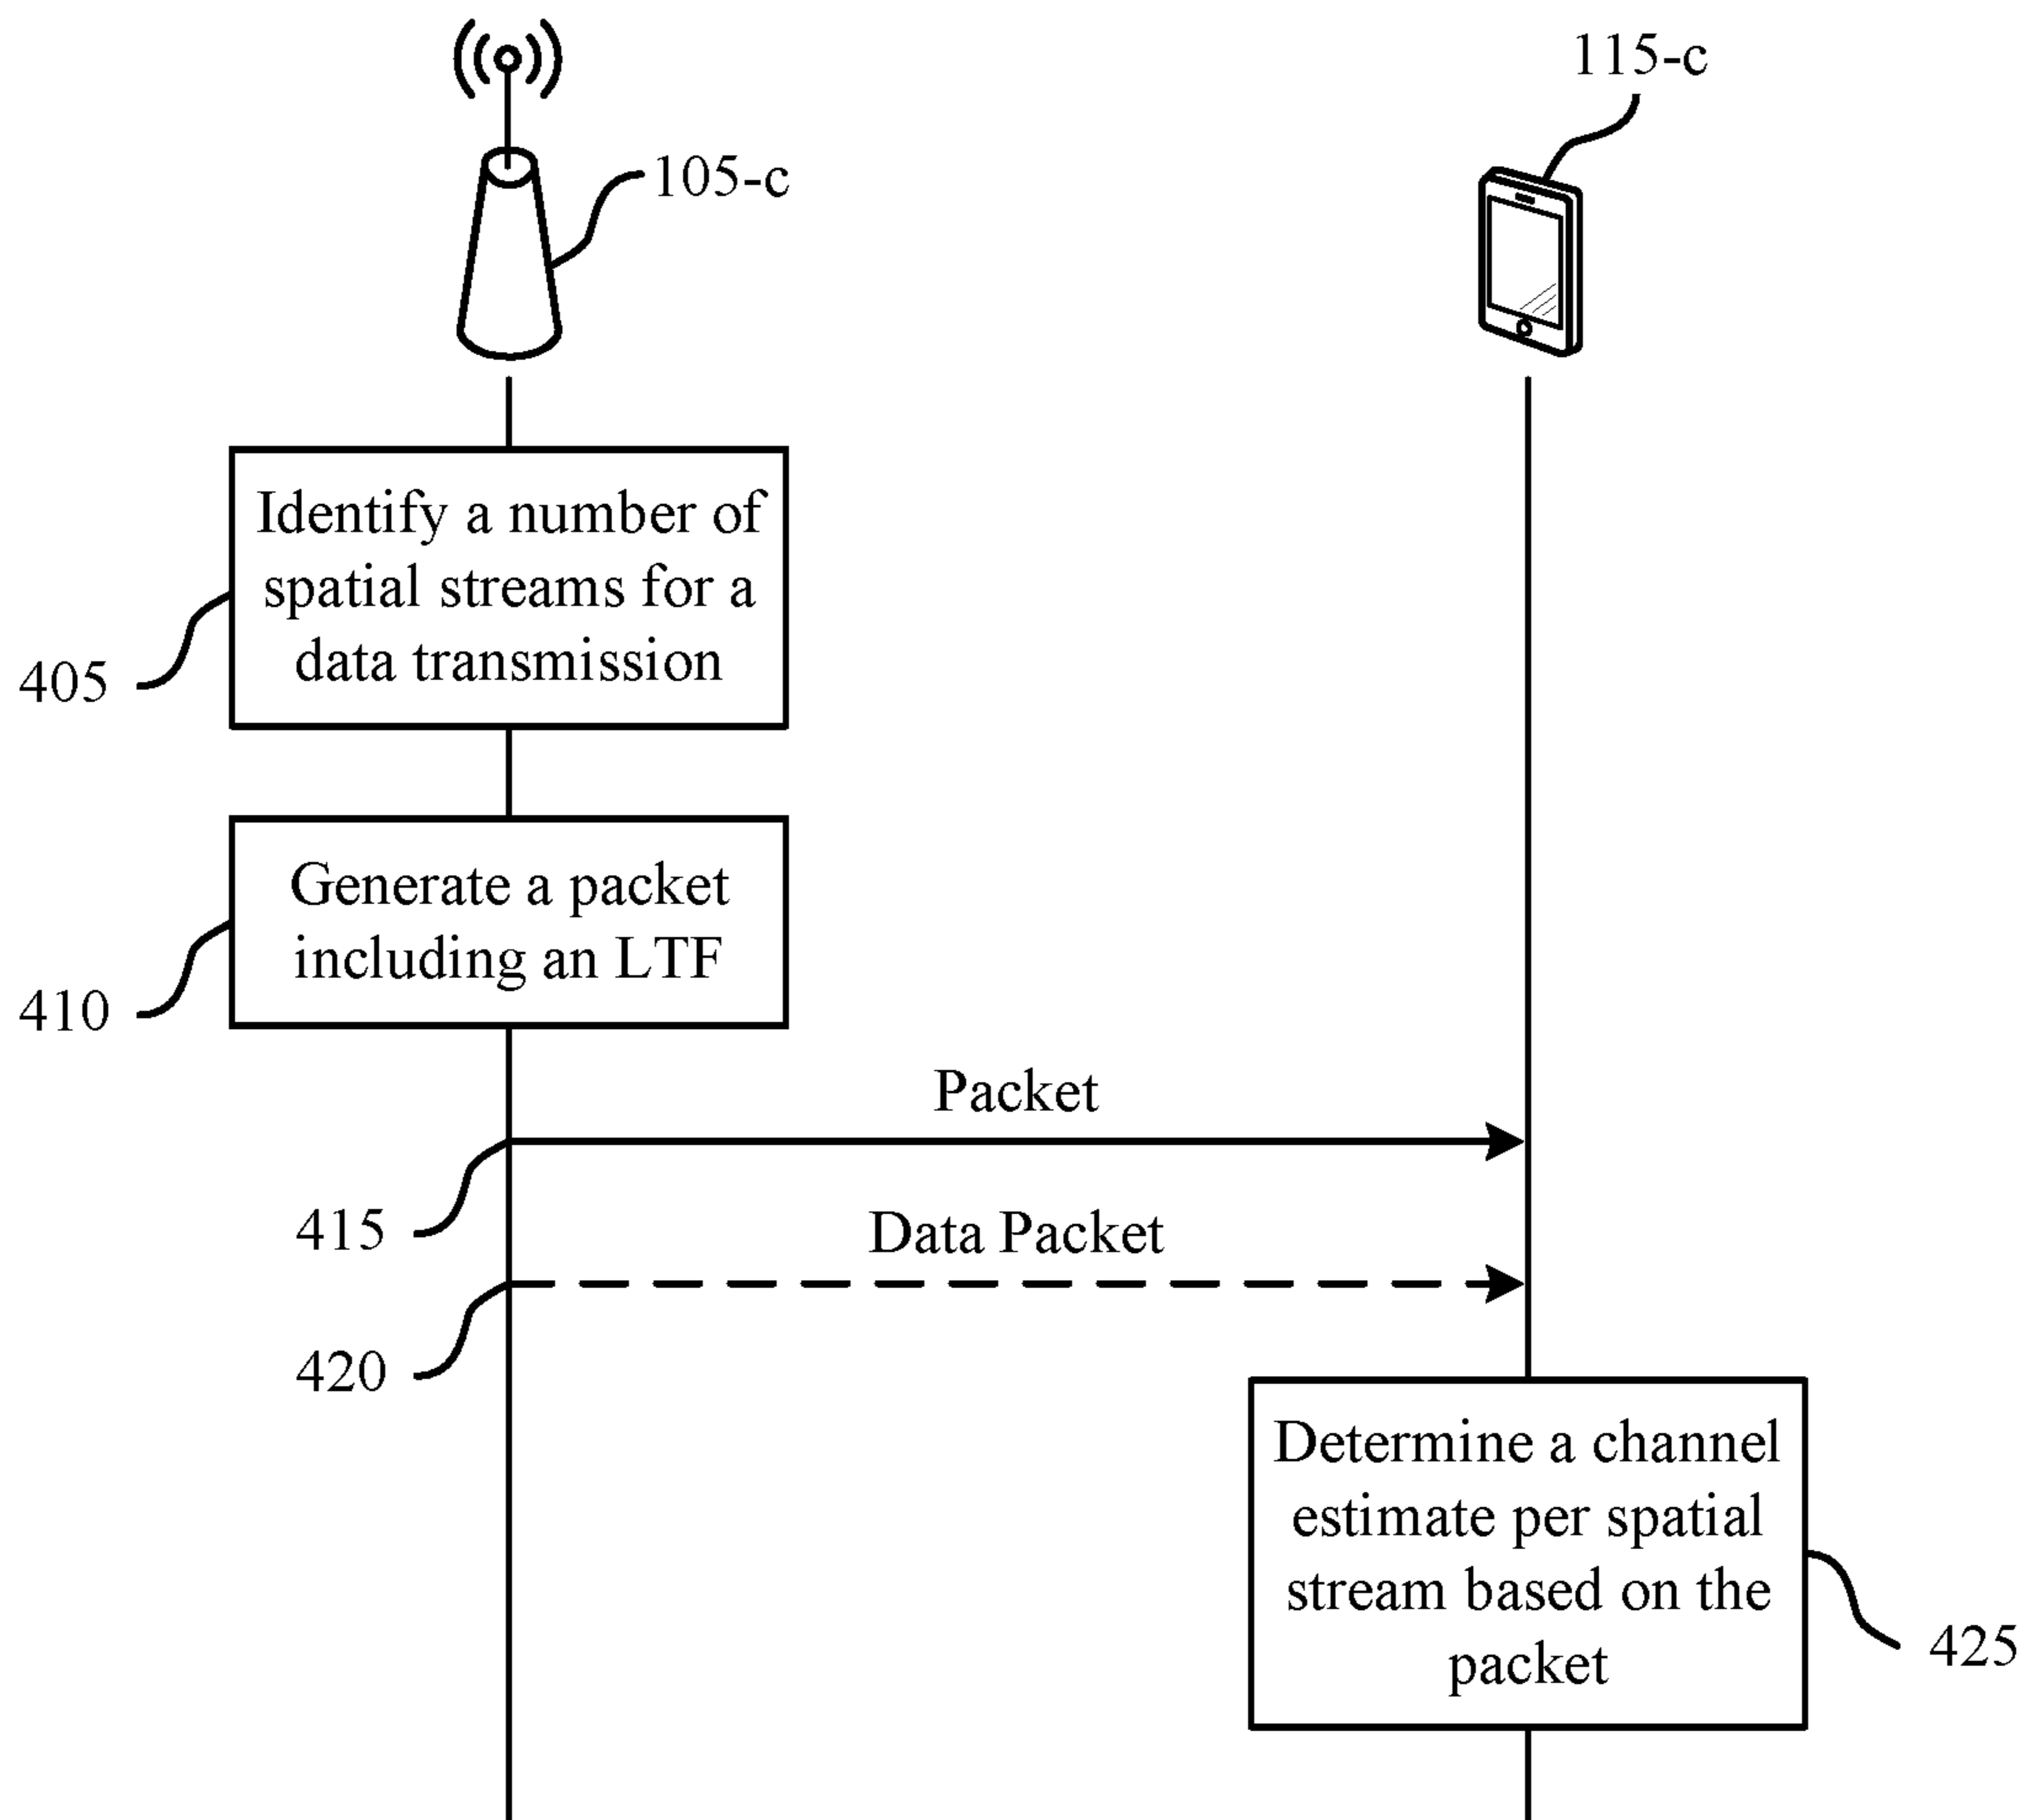 115-c
105-c
Identify a number of
spatial streams for a
data transmission
405
Generate a packet
including an LTF
410
Packet
415
Data Packet
420
Determine a channel
estimate per spatial
stream based on the
packet
425